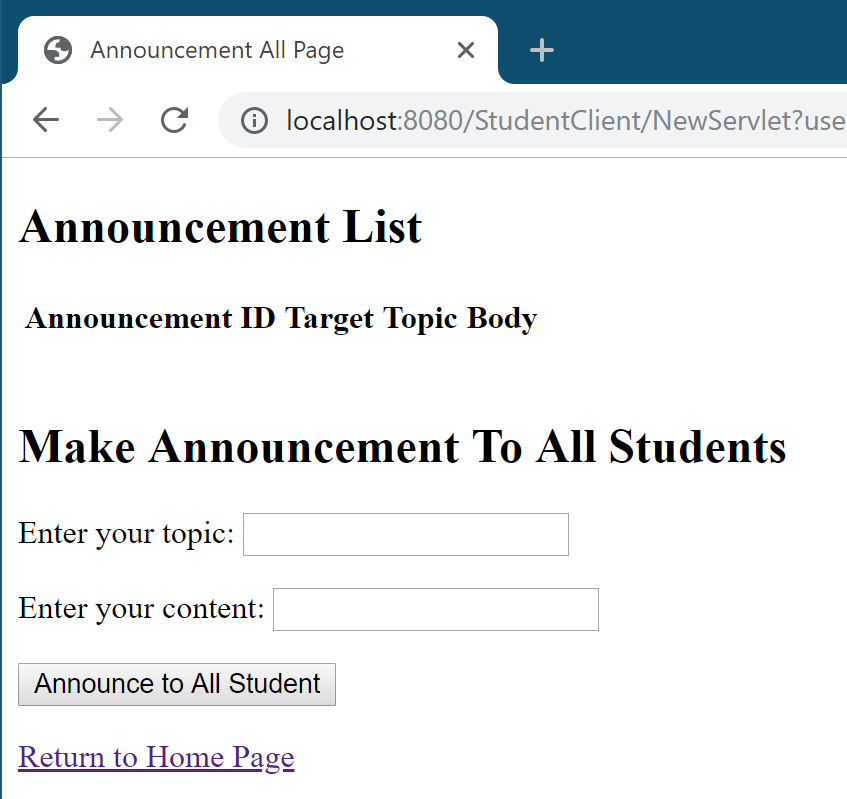 Announcement All Page
localhost:8080/StudentClient/NewServlet?use
Announcement List
Announcement ID Target Topic Body
Make Announcement To All Students
Enter your topic:
Enter your content:
Announce to All Student
Return to Home Page